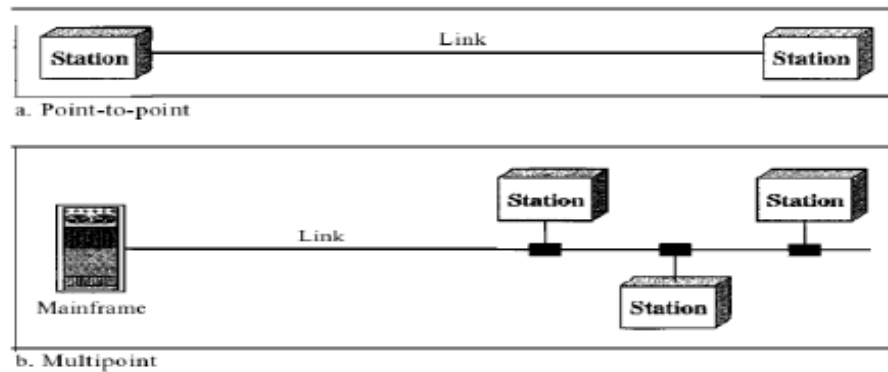 Link
Station
Station
a. Point-to-point
Station
Station
Link
Station
Mainframe
b. Multipoint